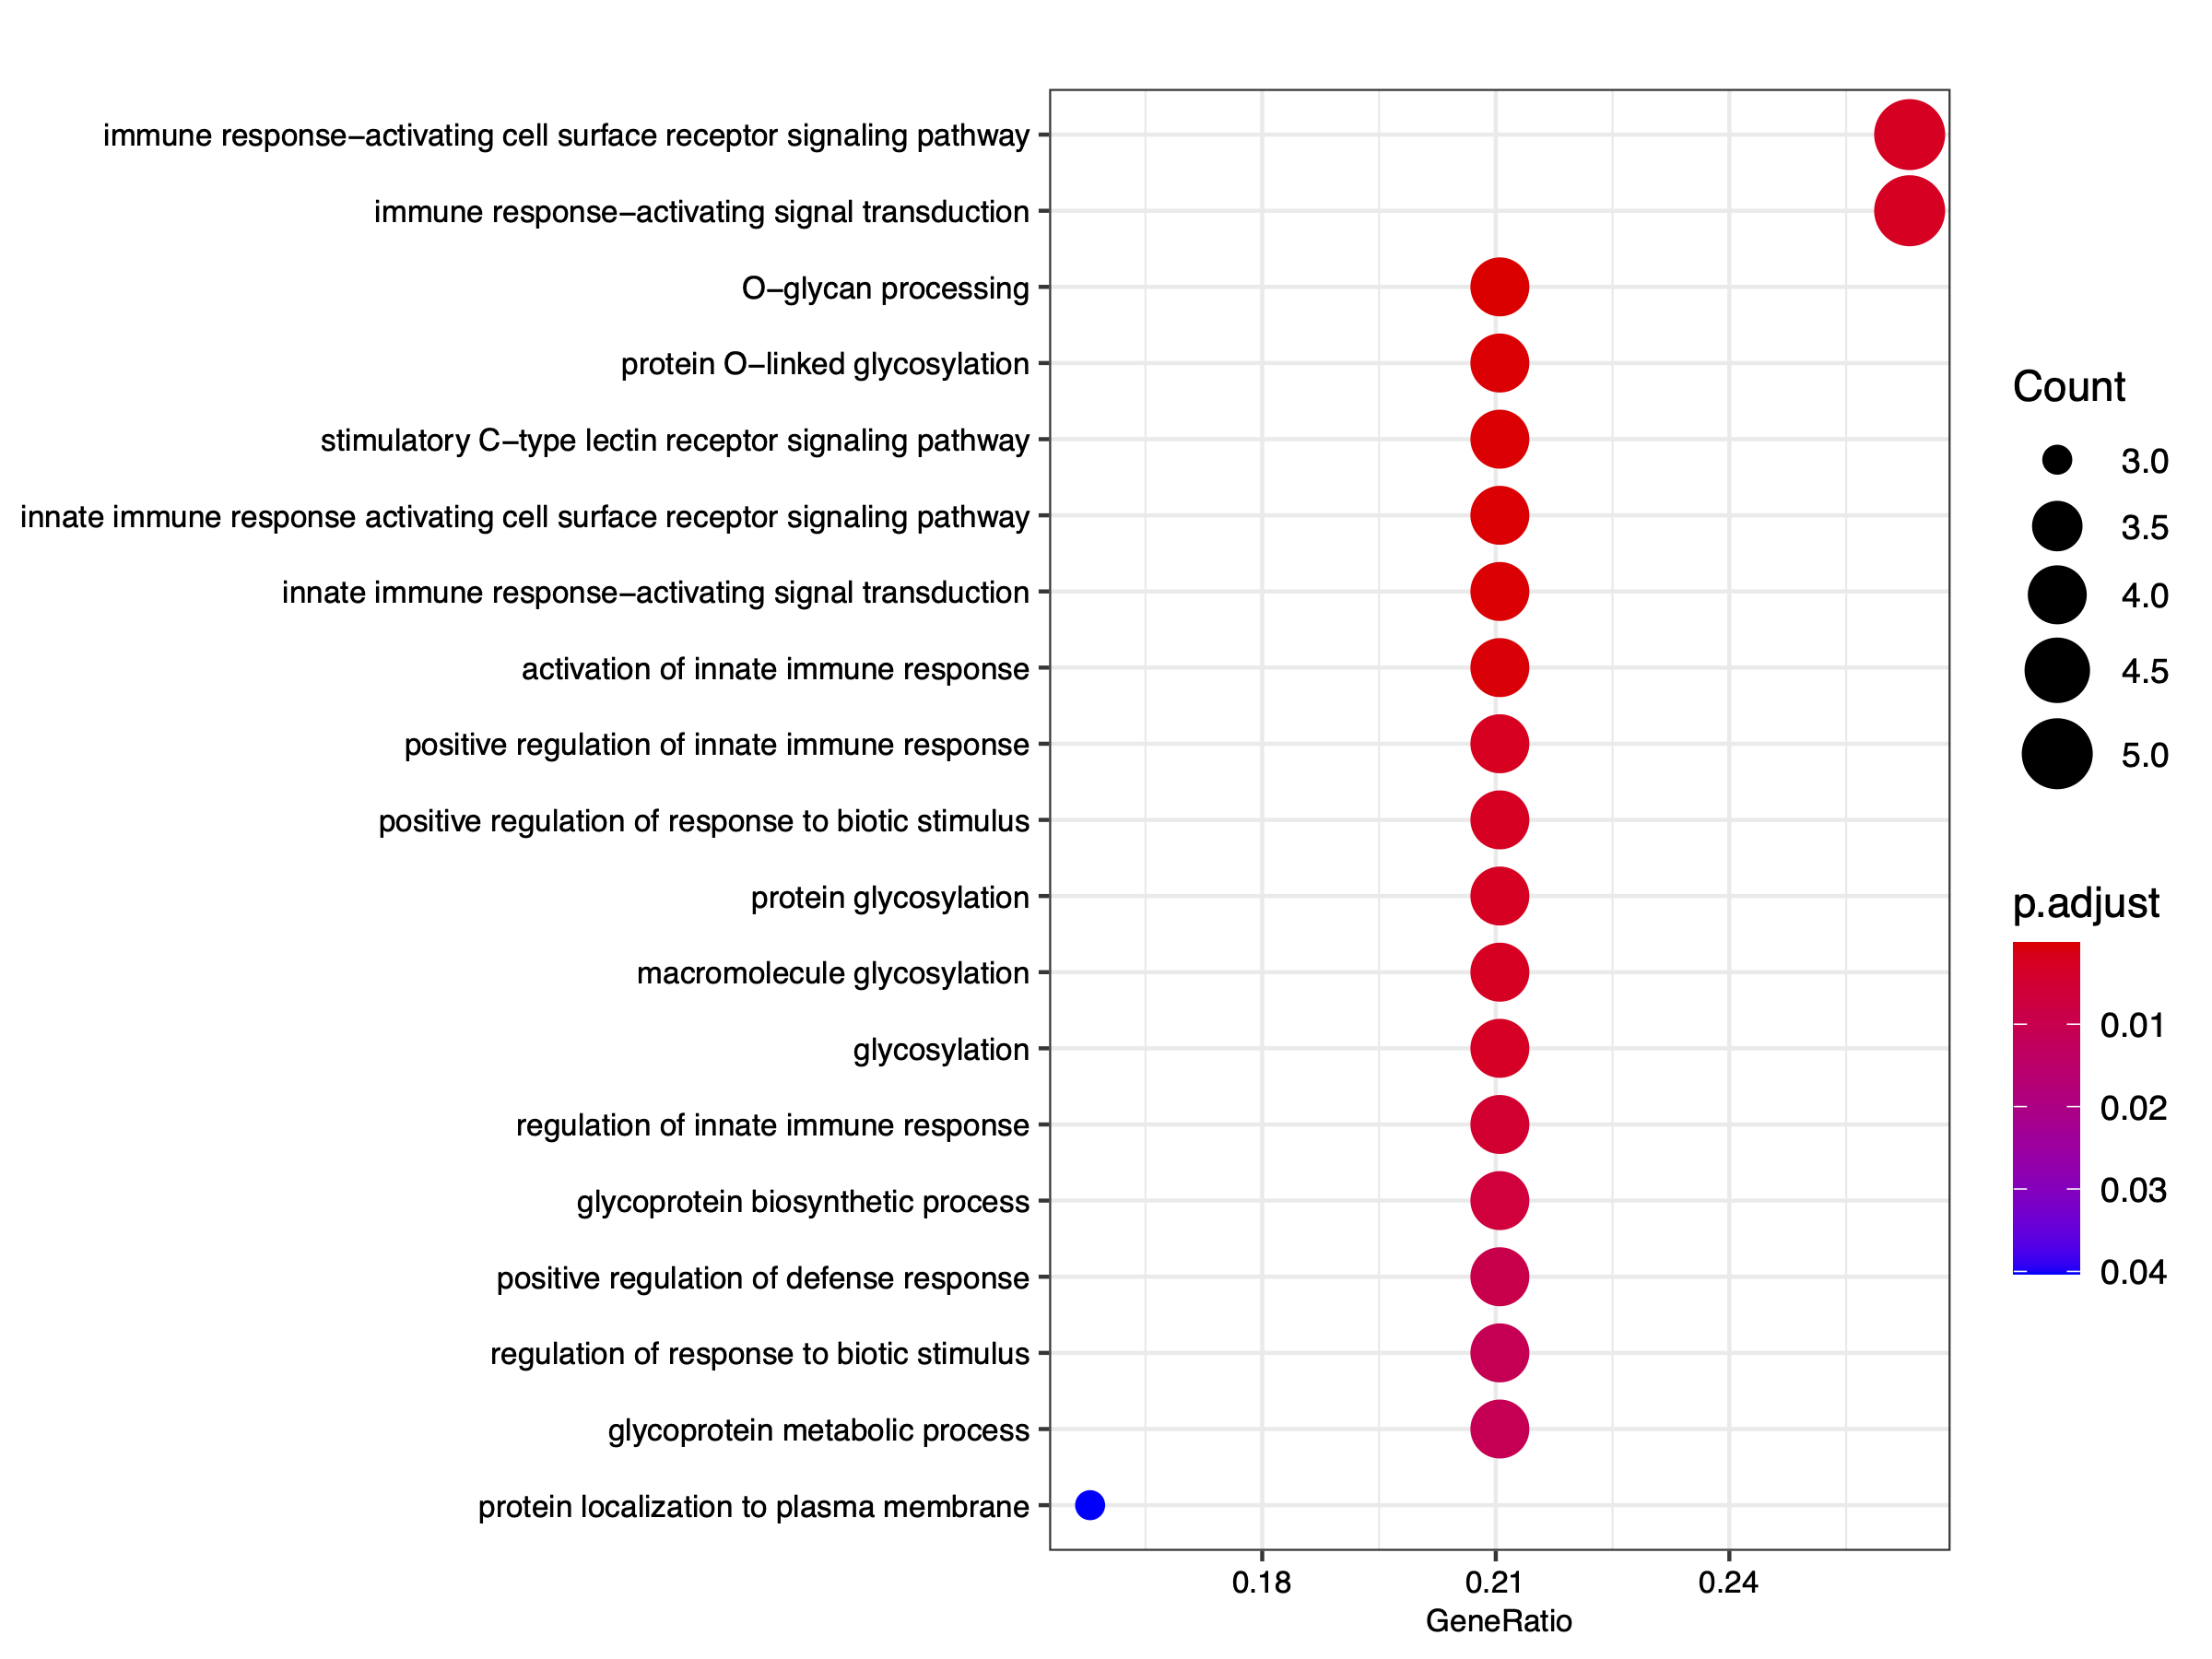 immune response−activating cell surface receptor signaling pathway
immune response−activating signal transduction
O−glycan processing
protein O−linked glycosylation
stimulatory C−type lectin receptor signaling pathway
innate immune response activating cell surface receptor signaling pathway
innate immune response−activating signal transduction
activation of innate immune response
positive regulation of innate immune response
positive regulation of response to biotic stimulus
protein glycosylation
macromolecule glycosylation
glycosylation
regulation of innate immune response
glycoprotein biosynthetic process
positive regulation of defense response
regulation of response to biotic stimulus
glycoprotein metabolic process
protein localization to plasma membrane
0.18
0.21
0.24
GeneRatio
Count
3.0
3.5
4.0
4.5
5.0
p.adjust
0.01
0.02
0.03
0.04